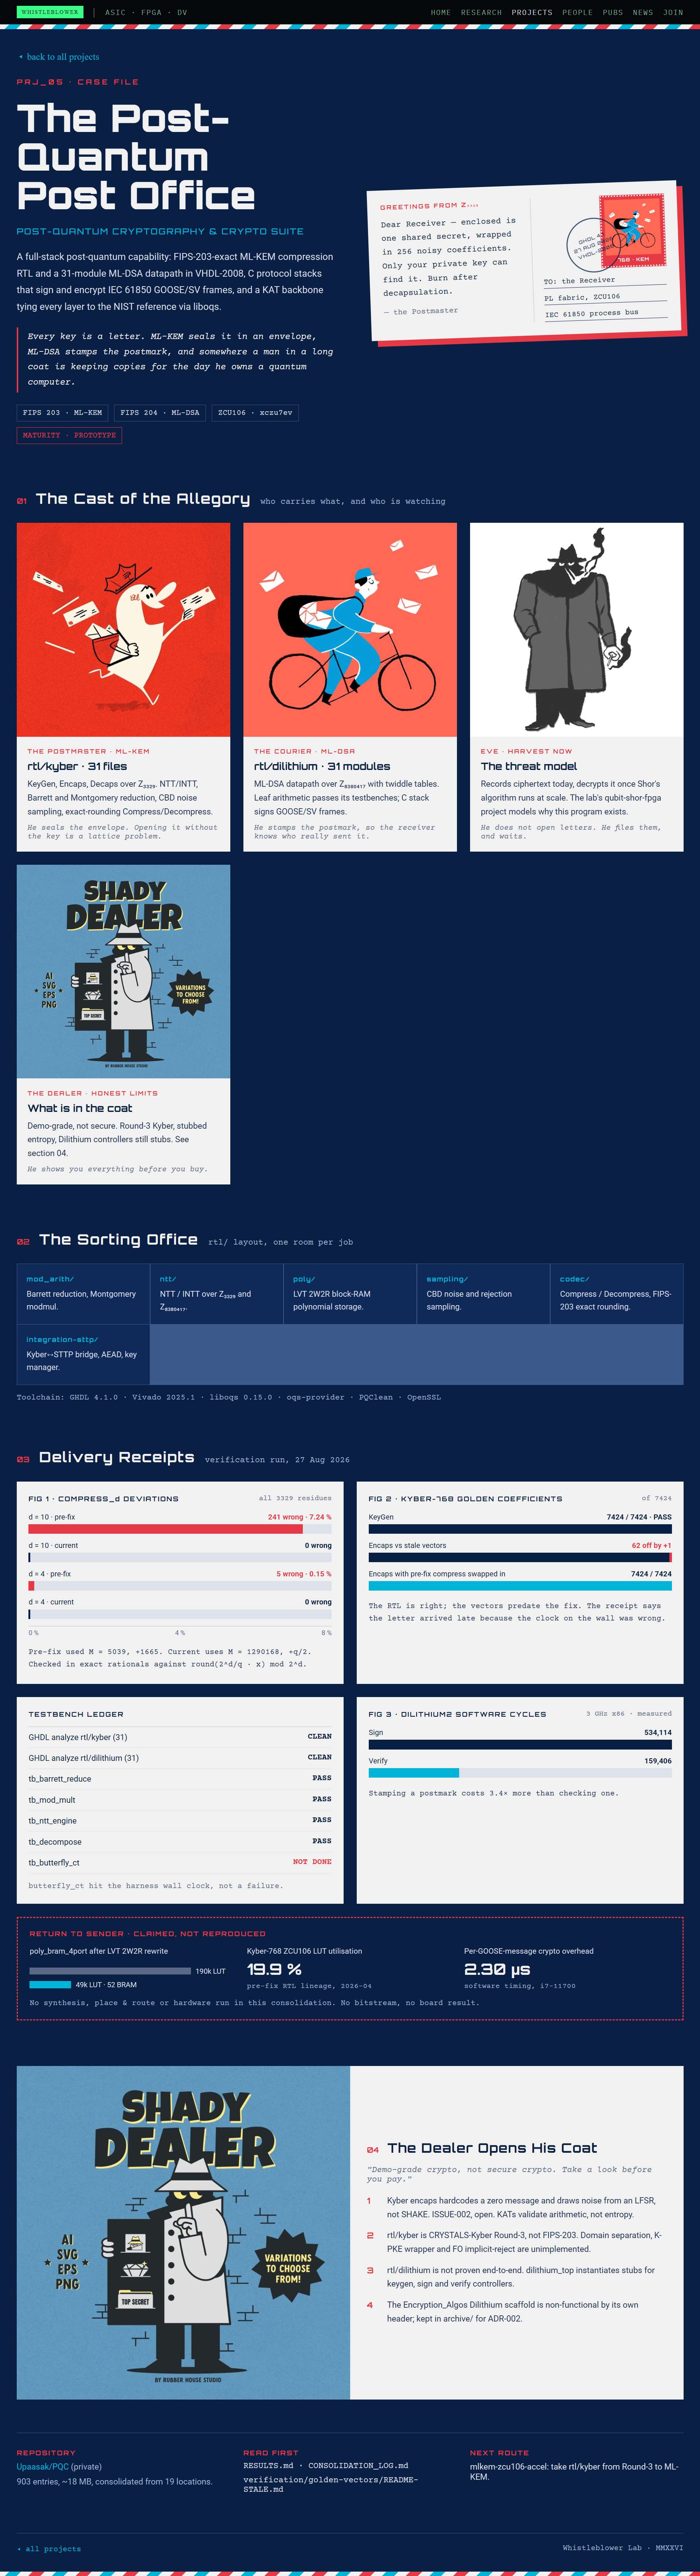 WHISTLEBLOWER
ASIC · FPGA · DV
HOME RESEARCH PROJECTS PEOPLE PUBS NEWS JOIN
◂ back to all projects
PRJ_05 · CASE FILE
The Post-
Quantum
Post Office
POST-QUANTUM CRYPTOGRAPHY & CRYPTO SUITE
A full-stack post-quantum capability: FIPS-203-exact ML-KEM compression
RTL and a 31-module ML-DSA datapath in VHDL-2008, C protocol stacks
that sign and encrypt IEC 61850 GOOSE/SV frames, and a KAT backbone
tying every layer to the NIST reference via liboqs.
Every key is a letter. ML-KEM seals it in an envelope,
ML-DSA stamps the postmark, and somewhere a man in a long
coat is keeping copies for the day he owns a quantum
computer.
FIPS 203 · ML-KEM
FIPS 204 · ML-DSA
ZCU106 · xczu7ev
MATURITY · PROTOTYPE
GREETINGS FROM Z₃₃₂₉
Dear Receiver — enclosed is
one shared secret, wrapped
in 256 noisy coefficients.
Only your private key can
find it. Burn after
decapsulation.
— the Postmaster
768 · KEM
TO: the Receiver
PL fabric, ZCU106
IEC 61850 process bus
01 The Cast of the Allegory who carries what, and who is watching
THE POSTMASTER · ML-KEM
rtl/kyber · 31 files
KeyGen, Encaps, Decaps over Z₃₃₂₉. NTT/INTT,
Barrett and Montgomery reduction, CBD noise
sampling, exact-rounding Compress/Decompress.
He seals the envelope. Opening it without
the key is a lattice problem.
THE COURIER · ML-DSA
rtl/dilithium · 31 modules
ML-DSA datapath over Z₈₃₈₀₄₁₇ with twiddle tables.
Leaf arithmetic passes its testbenches; C stack
signs GOOSE/SV frames.
He stamps the postmark, so the receiver
knows who really sent it.
EVE · HARVEST NOW
The threat model
Records ciphertext today, decrypts it once Shor's
algorithm runs at scale. The lab's qubit-shor-fpga
project models why this program exists.
He does not open letters. He files them,
and waits.
SHADY
DEALER
AI
SVG
EPS
PNG
TOP SECRET
VARIATIONS
TO CHOOSE
FROM!
BY RUBBER HOUSE STUDIO
THE DEALER · HONEST LIMITS
What is in the coat
Demo-grade, not secure. Round-3 Kyber, stubbed
entropy, Dilithium controllers still stubs. See
section 04.
He shows you everything before you buy.
02 The Sorting Office rtl/ layout, one room per job
mod_arith/
Barrett reduction, Montgomery
modmul.
ntt/
NTT / INTT over Z₃₃₂₉ and
Z₈₃₈₀₄₁₇.
poly/
LVT 2W2R block-RAM
polynomial storage.
sampling/
CBD noise and rejection
sampling.
codec/
Compress / Decompress, FIPS-
203 exact rounding.
integration-sttp/
Kyber↔STTP bridge, AEAD, key
manager.
Toolchain: GHDL 4.1.0 · Vivado 2025.1 · liboqs 0.15.0 · oqs-provider · PQClean · OpenSSL
03 Delivery Receipts verification run, 27 Aug 2026
FIG 1 · COMPRESS_d DEVIATIONS all 3329 residues
d = 10 · pre-fix 241 wrong · 7.24 %
d = 10 · current 0 wrong
d = 4 · pre-fix 5 wrong · 0.15 %
d = 4 · current 0 wrong
0 % 4 % 8 %
Pre-fix used M = 5039, +1665. Current uses M = 1290168, +q/2.
Checked in exact rationals against round(2^d/q · x) mod 2^d.
FIG 2 · KYBER-768 GOLDEN COEFFICIENTS of 7424
KeyGen 7424 / 7424 · PASS
Encaps vs stale vectors 62 off by +1
Encaps with pre-fix compress swapped in 7424 / 7424
The RTL is right; the vectors predate the fix. The receipt says
the letter arrived late because the clock on the wall was wrong.
TESTBENCH LEDGER
GHDL analyze rtl/kyber (31) CLEAN
GHDL analyze rtl/dilithium (31) CLEAN
tb_barrett_reduce PASS
tb_mod_mult PASS
tb_ntt_engine PASS
tb_decompose PASS
tb_butterfly_ct NOT DONE
butterfly_ct hit the harness wall clock, not a failure.
FIG 3 · DILITHIUM2 SOFTWARE CYCLES 3 GHz x86 · measured
Sign 534,114
Verify 159,406
Stamping a postmark costs 3.4× more than checking one.
RETURN TO SENDER · CLAIMED, NOT REPRODUCED
poly_bram_4port after LVT 2W2R rewrite
190k LUT
49k LUT · 52 BRAM
Kyber-768 ZCU106 LUT utilisation
19.9 %
pre-fix RTL lineage, 2026-04
Per-GOOSE-message crypto overhead
2.30 µs
software timing, i7-11700
No synthesis, place & route or hardware run in this consolidation. No bitstream, no board result.
SHADY
DEALER
AI
SVG
EPS
PNG
TOP SECRET
VARIATIONS
TO CHOOSE
FROM!
BY RUBBER HOUSE STUDIO
04 The Dealer Opens His Coat
"Demo-grade crypto, not secure crypto. Take a look before
you pay."
1 Kyber encaps hardcodes a zero message and draws noise from an LFSR,
not SHAKE. ISSUE-002, open. KATs validate arithmetic, not entropy.
2 rtl/kyber is CRYSTALS-Kyber Round-3, not FIPS-203. Domain separation, K-
PKE wrapper and FO implicit-reject are unimplemented.
3 rtl/dilithium is not proven end-to-end. dilithium_top instantiates stubs for
keygen, sign and verify controllers.
4 The Encryption_Algos Dilithium scaffold is non-functional by its own
header; kept in archive/ for ADR-002.
REPOSITORY
Upaasak/PQC (private)
903 entries, ~18 MB, consolidated from 19 locations.
READ FIRST
RESULTS.md · CONSOLIDATION_LOG.md
verification/golden-vectors/README-
STALE.md
NEXT ROUTE
mlkem-zcu106-accel: take rtl/kyber from Round-3 to ML-
KEM.
◂ all projects
Whistleblower Lab · MMXXVI